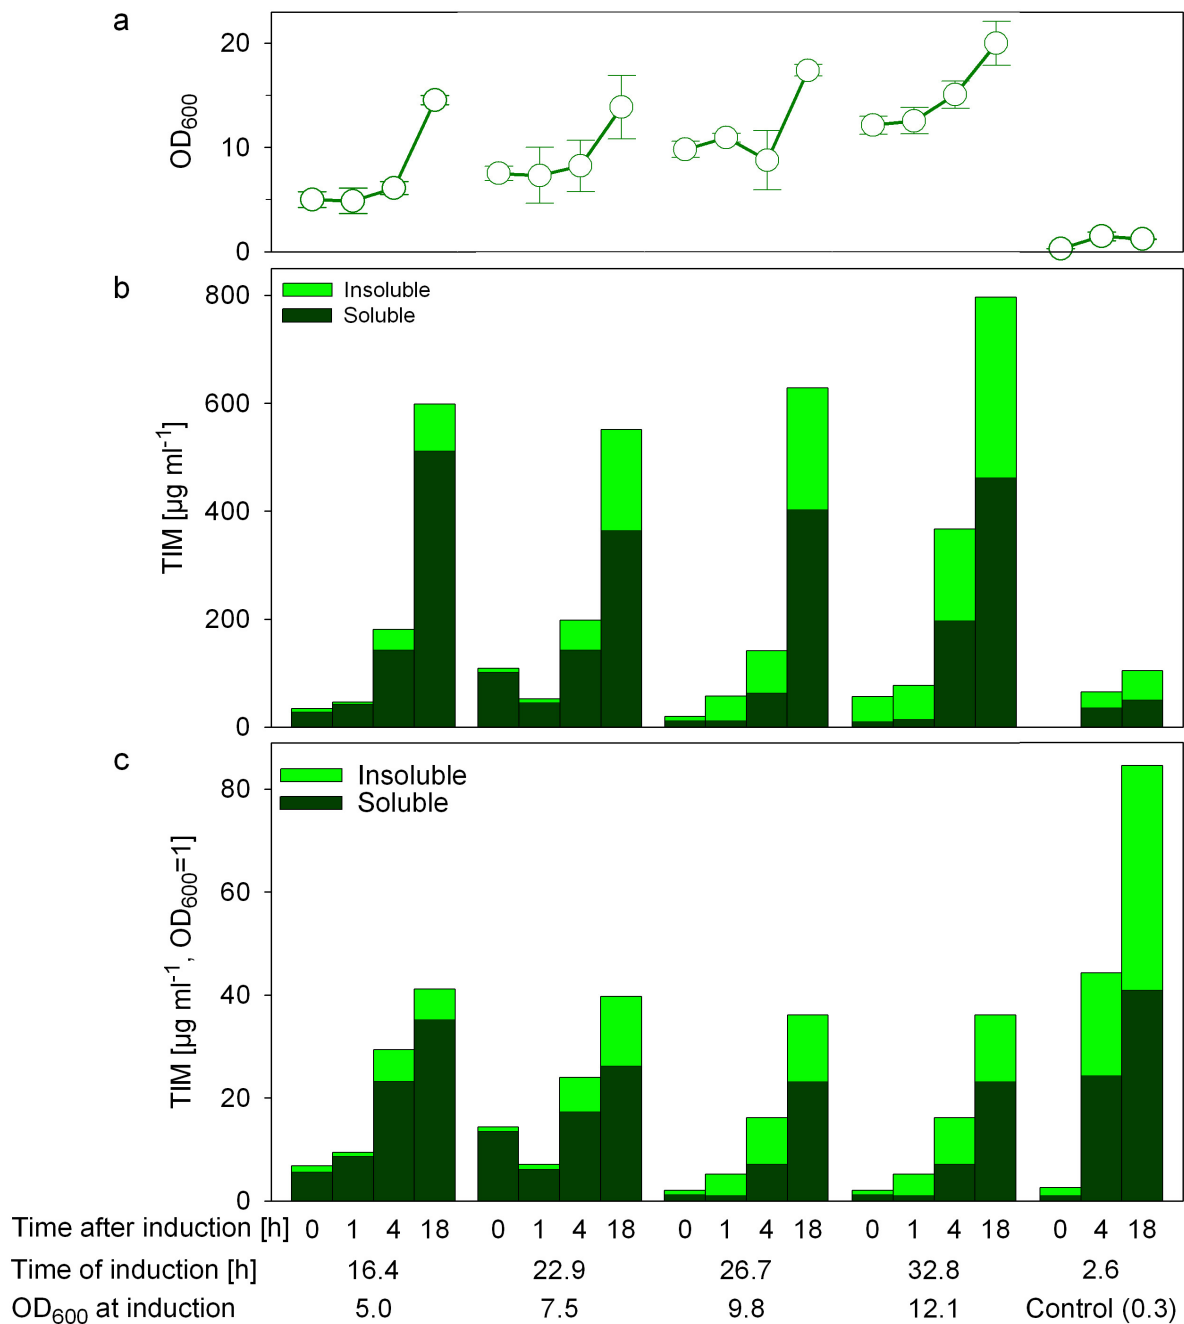 a
20
10
0
OD600
b
Insoluble
Soluble
800
600
400
200
0
TIM [µg ml-1]
c
Insoluble
Soluble
80
60
40
20
0
TIM [µg ml-1, OD600=1]
Time after induction [h] 0 1 4 18 0 1 4 18 0 1 4 18 0 1 4 18 0 4 18
Time of induction [h] 16.4 22.9 26.7 32.8 2.6
OD600 at induction 5.0 7.5 9.8 12.1 Control (0.3)